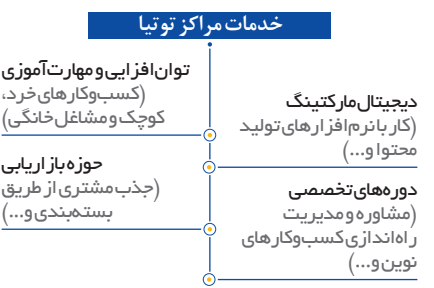 خدمات مراکز توتیا
توان‌افزایی و مهارت‌آموزی
(کسب‌وکارهای خرد،
کوچک و مشاغل خانگی)
دیجیتال مارکتینگ
(کار با نرم‌افزارهای تولید
محتوا و...)
حوزه بازاریابی
(جذب مشتری از طریق
بسته‌بندی و...)
دوره‌های تخصصی
(مشاوره و مدیریت
راه‌اندازی کسب‌وکارهای
نوین و...)